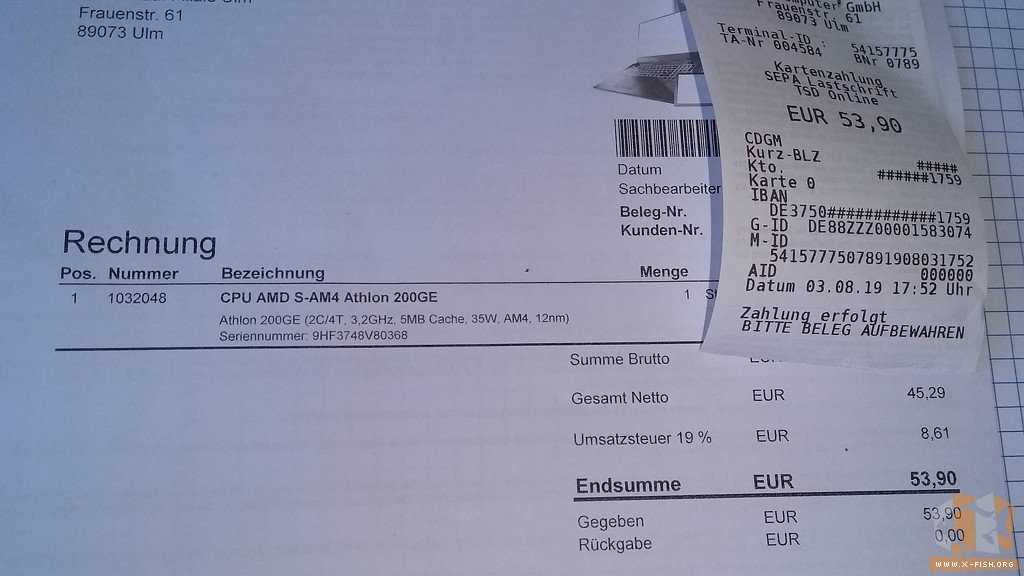 Frauenstr. 61
89073 Ulm
Datum
Sachbearbeiter
Beleg-Nr.
Kunden-Nr.
Rechnung
Pos. Nummer Bezeichnung Menge
1 1032048 CPU AMD S-AM4 Athlon 200GE 1
Athlon 200GE (2C/4T, 3,2GHz, 5MB Cache, 35W, AM4, 12nm)
Seriennummer: 9HF3748V80368
Summe Brutto
Gesamt Netto EUR 45,29
Umsatzsteuer 19 % EUR 8,61
Endsumme EUR 53,90
Gegeben EUR 53,90
Rückgabe EUR 0,00
GmbH
Frauenstr. 61
89073 Ulm
Terminal-ID : 54157775
TA-Nr 004584 BNr 0789
Kartenzahlung
SEPA Lastschrift
TSD Online
EUR 53,90
CDGM
Kurz-BLZ #####
Kto. ######1759
Karte 0
IBAN
DE3750############1759
G-ID DE88ZZZ00001583074
M-ID
5415777507891908031752
AID 000000
Datum 03.08.19 17:52 Uhr
Zahlung erfolgt
BITTE BELEG AUFBEWAHREN
WWW.X-FISH.ORG